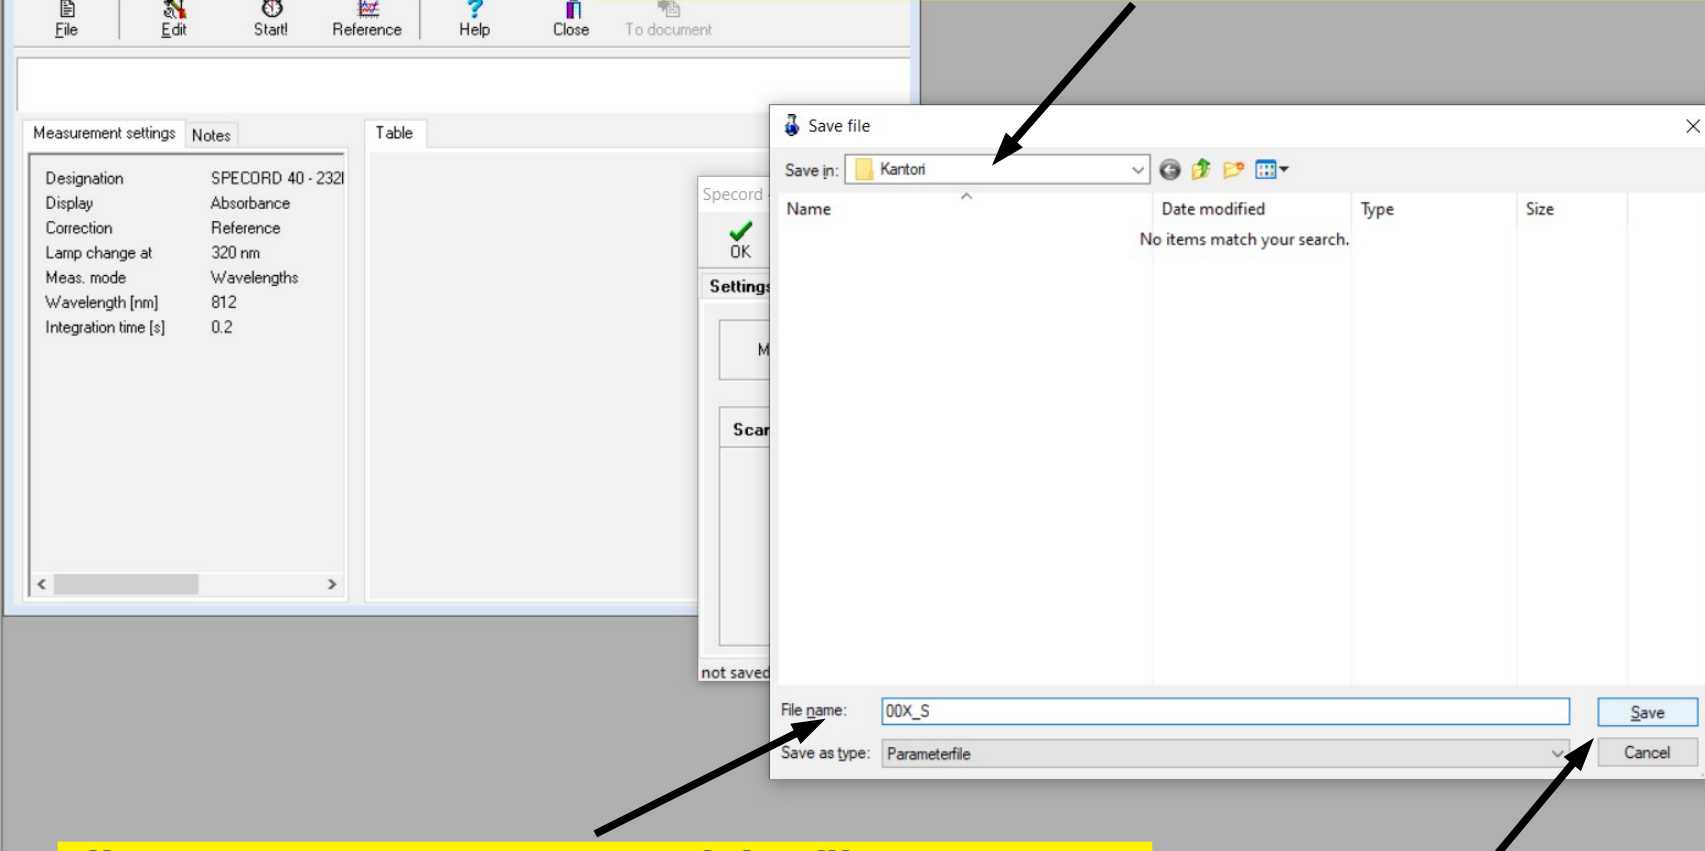 File Edit Start! Reference Help Close To document
Measurement settings Notes Table
Designation SPECORD 40 - 232
Display Absorbance
Correction Reference
Lamp change at 320 nm
Meas. mode Wavelengths
Wavelength [nm] 812
Integration time [s] 0.2
Specord
OK
Settings
M
Scan
not saved
Save file
Save in: Kantori
Name Date modified Type Size
No items match your search.
File name: 00X_S Save
Save as type: Parameterfile Cancel